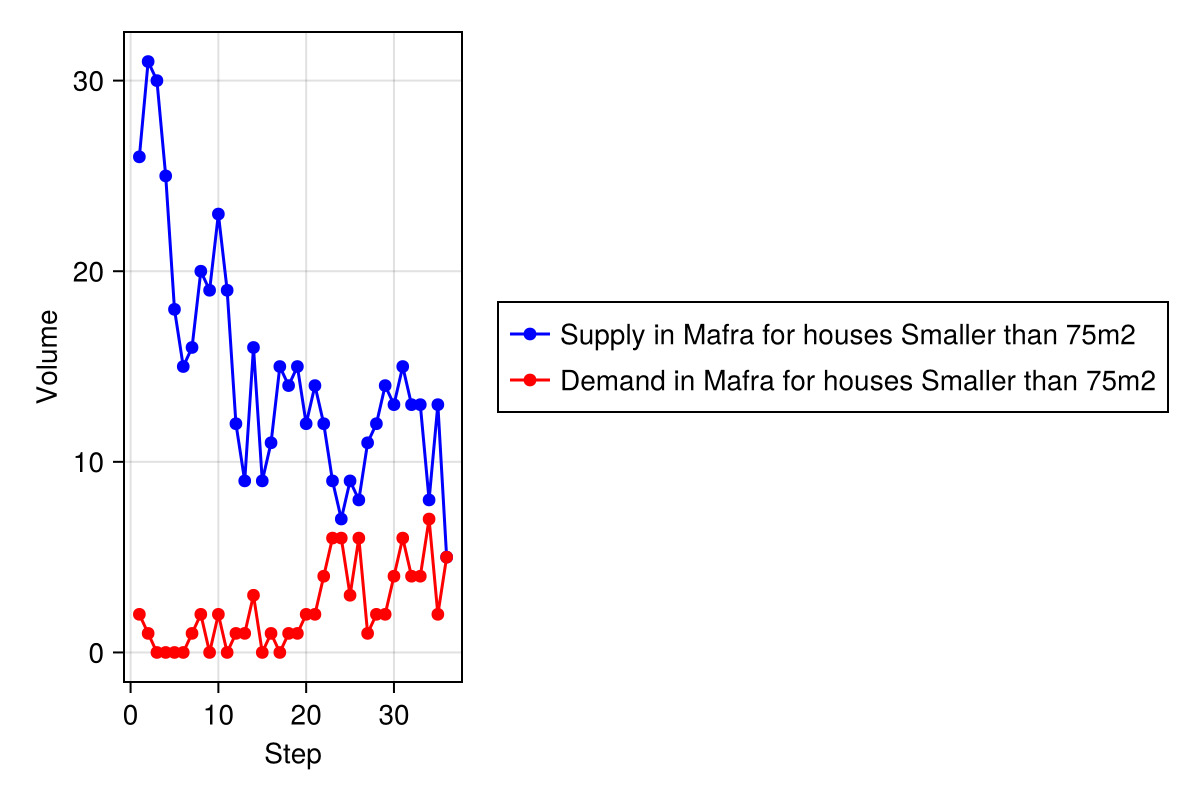 30
20
10
0
Volume
0 10 20 30
Step
Supply in Mafra for houses Smaller than 75m2
Demand in Mafra for houses Smaller than 75m2